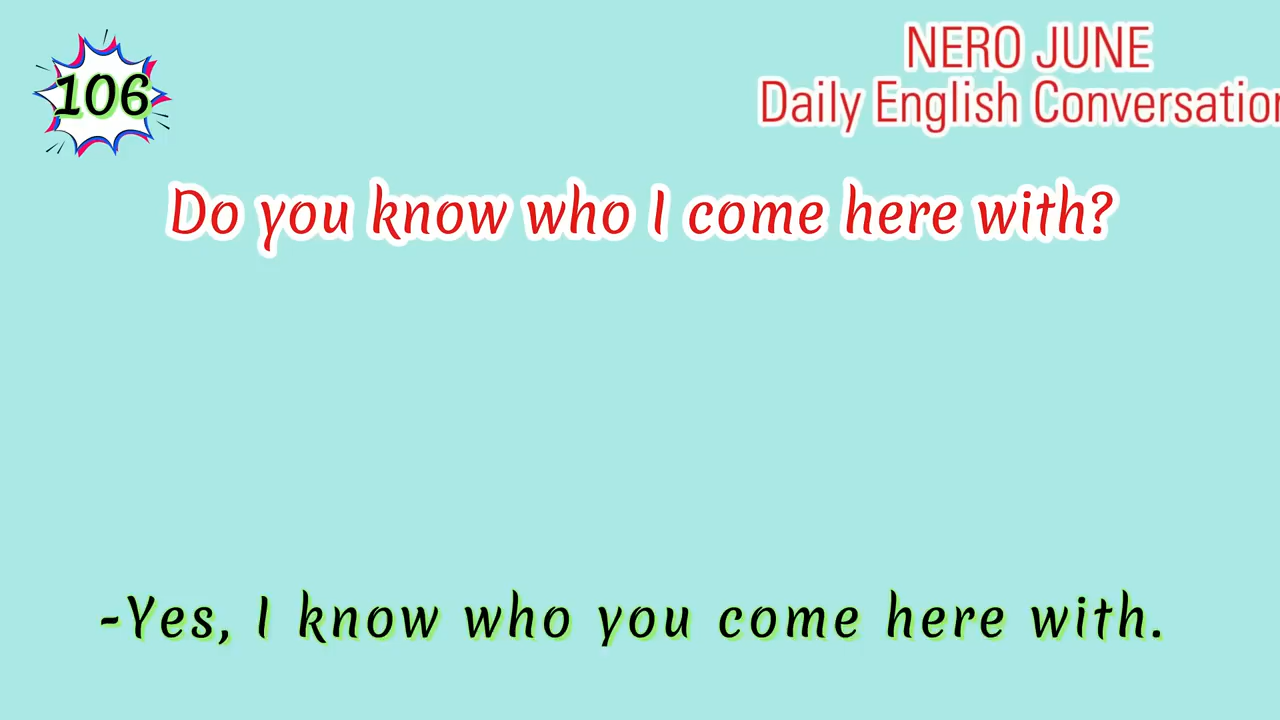 106
NERO JUNE
Daily English Conversation
Do you know who I come here with?
-Yes, I know who you come here with.